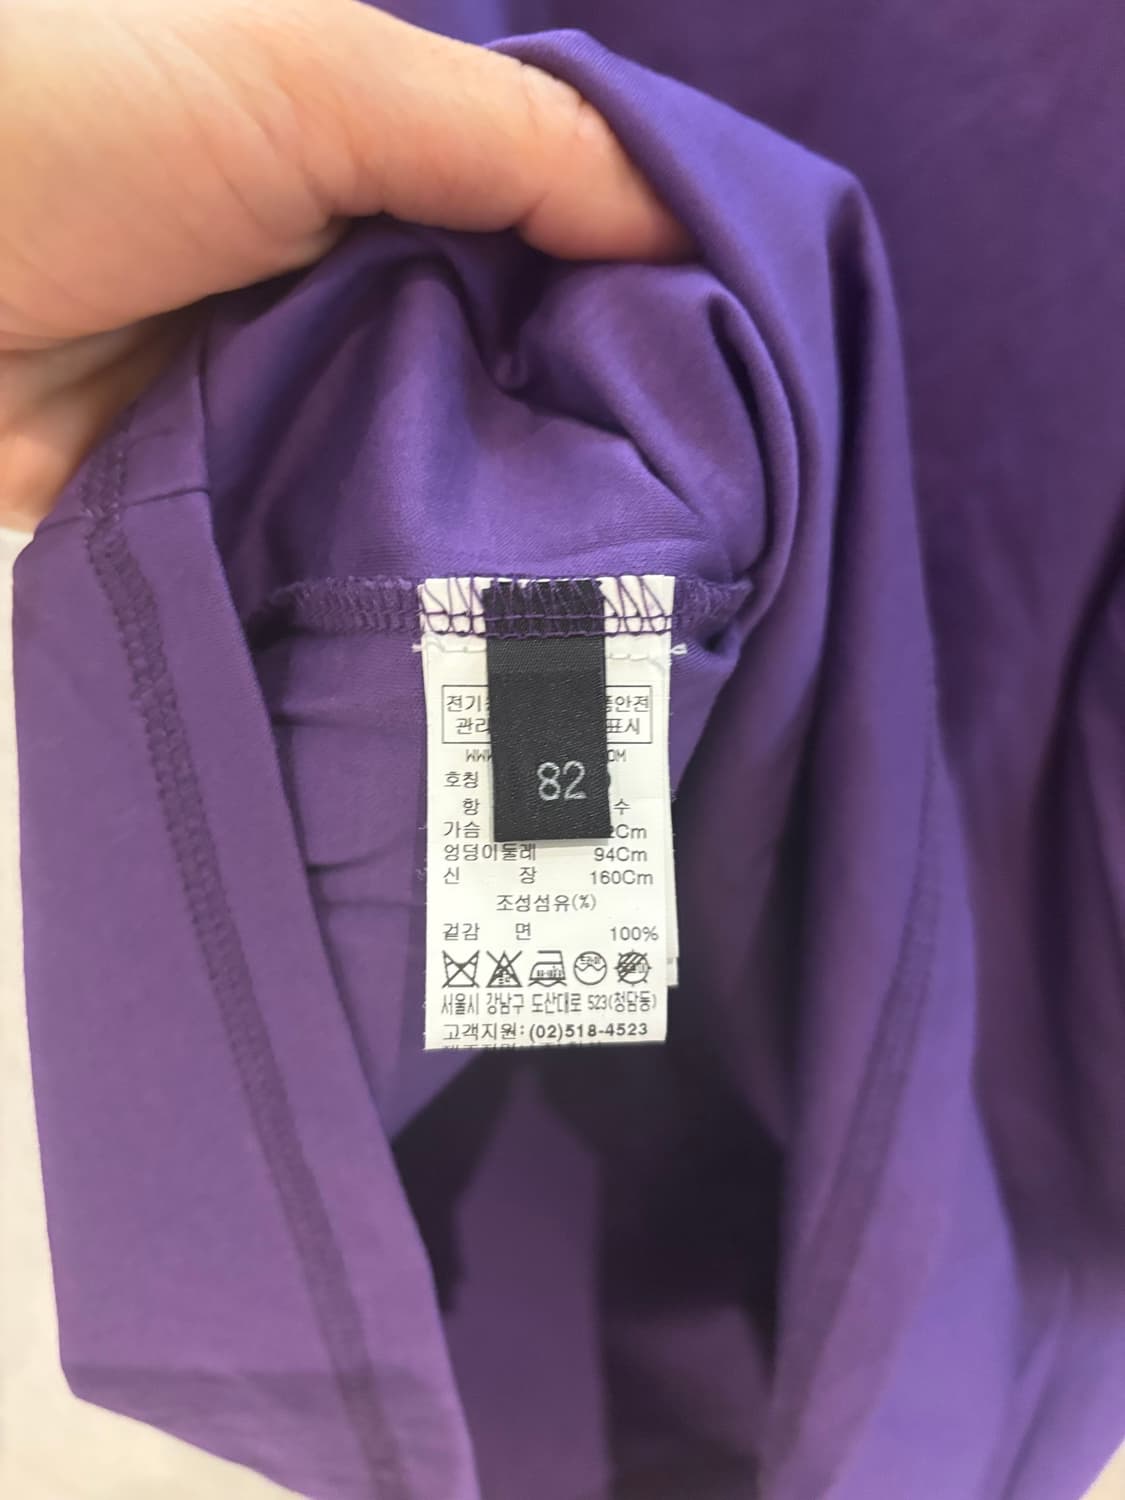 82
전기 안전
관리 표시
호칭
항 수
가슴 2Cm
엉덩이둘레 94Cm
신 장 160Cm
조성섬유(%)
겉감 면 100%
서울시 강남구 도산대로 523(청담동)
고객지원: (02)518-4523